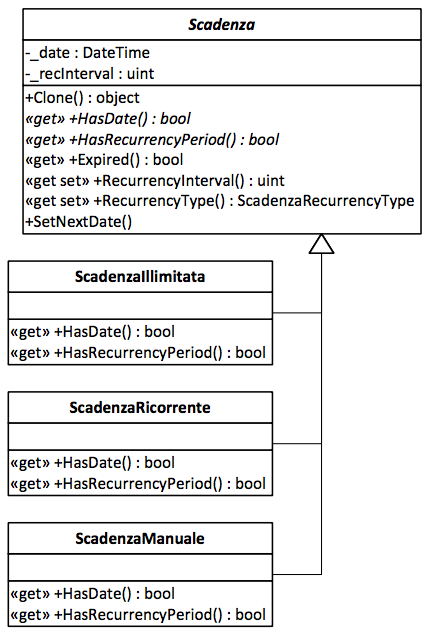 Scadenza
-_date : DateTime
-_recInterval : uint
+Clone() : object
«get» +HasDate() : bool
«get» +HasRecurrencyPeriod() : bool
«get» +Expired() : bool
«get set» +RecurrencyInterval() : uint
«get set» +RecurrencyType() : ScadenzaRecurrencyType
+SetNextDate()
ScadenzaIllimitata
«get» +HasDate() : bool
«get» +HasRecurrencyPeriod() : bool
ScadenzaRicorrente
«get» +HasDate() : bool
«get» +HasRecurrencyPeriod() : bool
ScadenzaManuale
«get» +HasDate() : bool
«get» +HasRecurrencyPeriod() : bool